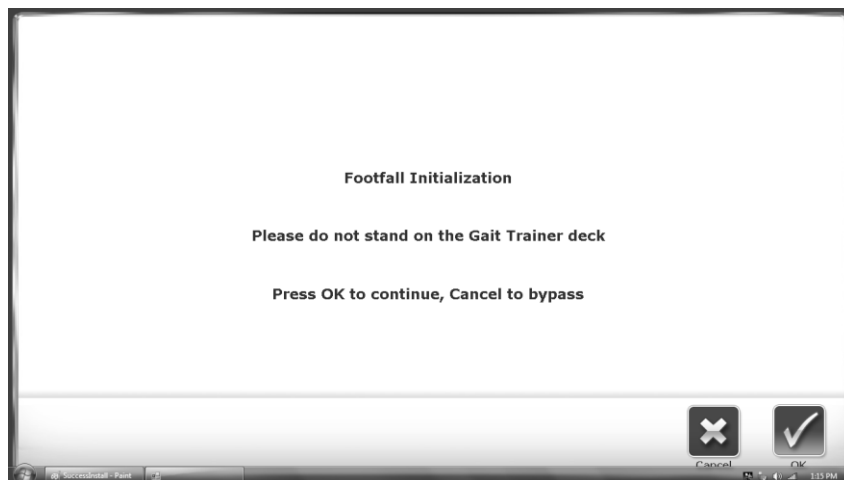 Footfall Initialization
Please do not stand on the Gait Trainer deck
Press OK to continue, Cancel to bypass
Cancel
OK
SuccessInstall - Paint
1:15 PM